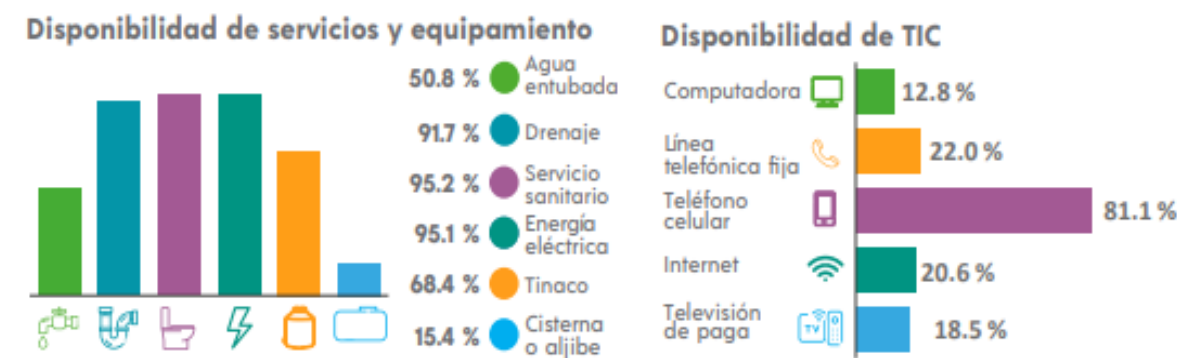 Disponibilidad de servicios y equipamiento
50.8 % Agua
entubada
91.7 % Drenaje
95.2 % Servicio
sanitario
95.1 % Energía
eléctrica
68.4 % Tinaco
15.4 % Cisterna
o aljibe
Disponibilidad de TIC
Computadora 12.8 %
Línea
telefónica fija 22.0 %
Teléfono
celular 81.1 %
Internet 20.6 %
Televisión
de paga TV 18.5 %